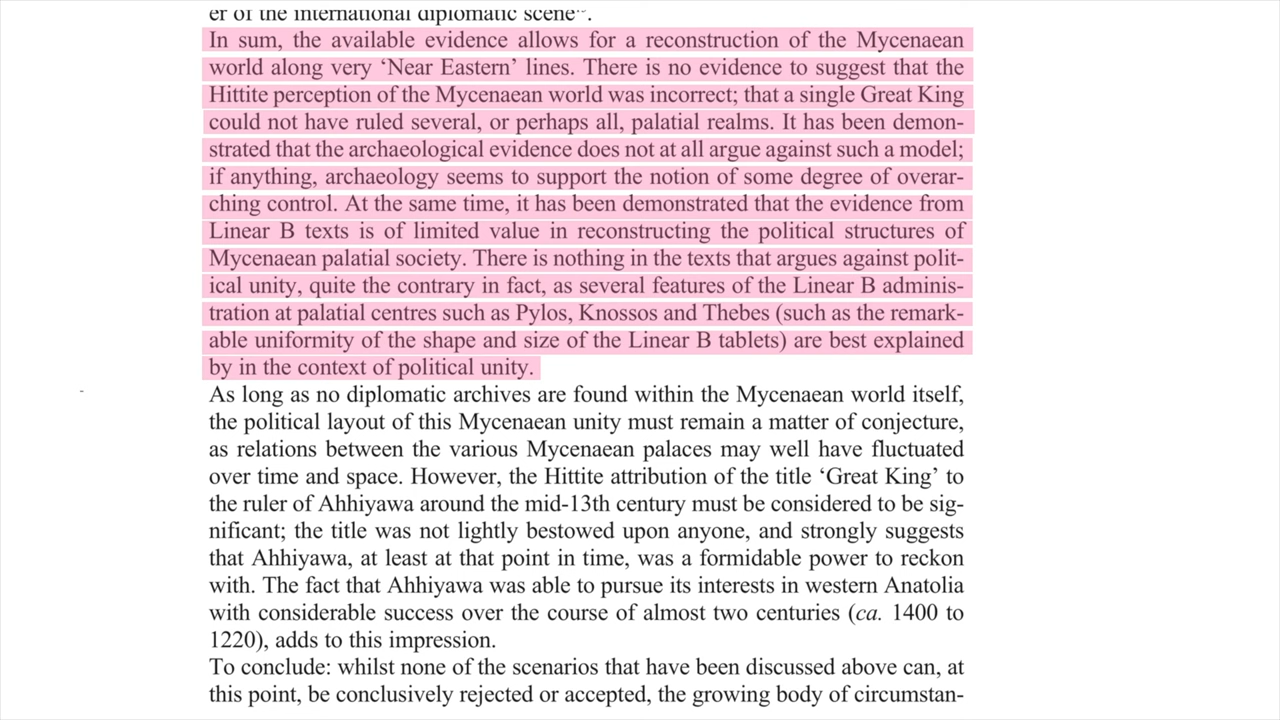 er of the international diplomatic scene
In sum, the available evidence allows for a reconstruction of the Mycenaean
world along very ‘Near Eastern’ lines. There is no evidence to suggest that the
Hittite perception of the Mycenaean world was incorrect; that a single Great King
could not have ruled several, or perhaps all, palatial realms. It has been demon-
strated that the archaeological evidence does not at all argue against such a model;
if anything, archaeology seems to support the notion of some degree of overar-
ching control. At the same time, it has been demonstrated that the evidence from
Linear B texts is of limited value in reconstructing the political structures of
Mycenaean palatial society. There is nothing in the texts that argues against polit-
ical unity, quite the contrary in fact, as several features of the Linear B adminis-
tration at palatial centres such as Pylos, Knossos and Thebes (such as the remark-
able uniformity of the shape and size of the Linear B tablets) are best explained
by in the context of political unity.
As long as no diplomatic archives are found within the Mycenaean world itself,
the political layout of this Mycenaean unity must remain a matter of conjecture,
as relations between the various Mycenaean palaces may well have fluctuated
over time and space. However, the Hittite attribution of the title ‘Great King’ to
the ruler of Ahhiyawa around the mid-13th century must be considered to be sig-
nificant; the title was not lightly bestowed upon anyone, and strongly suggests
that Ahhiyawa, at least at that point in time, was a formidable power to reckon
with. The fact that Ahhiyawa was able to pursue its interests in western Anatolia
with considerable success over the course of almost two centuries (ca. 1400 to
1220), adds to this impression.
To conclude: whilst none of the scenarios that have been discussed above can, at
this point, be conclusively rejected or accepted, the growing body of circumstan-